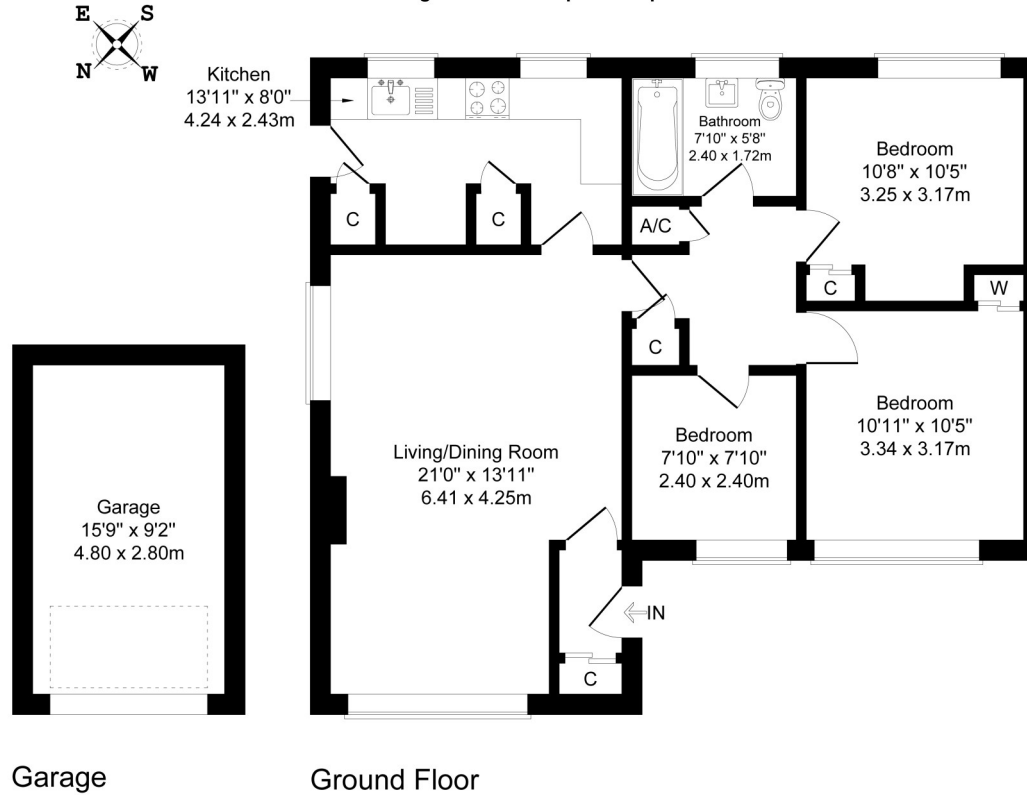 E S
N W
Kitchen
13'11" x 8'0"
4.24 x 2.43m
Bathroom
7'10" x 5'8"
2.40 x 1.72m
Bedroom
10'8" x 10'5"
3.25 x 3.17m
C
C
A/C
C
W
C
Living/Dining Room
21'0" x 13'11"
6.41 x 4.25m
Bedroom
7'10" x 7'10"
2.40 x 2.40m
Bedroom
10'11" x 10'5"
3.34 x 3.17m
Garage
15'9" x 9'2"
4.80 x 2.80m
IN
C
Garage
Ground Floor